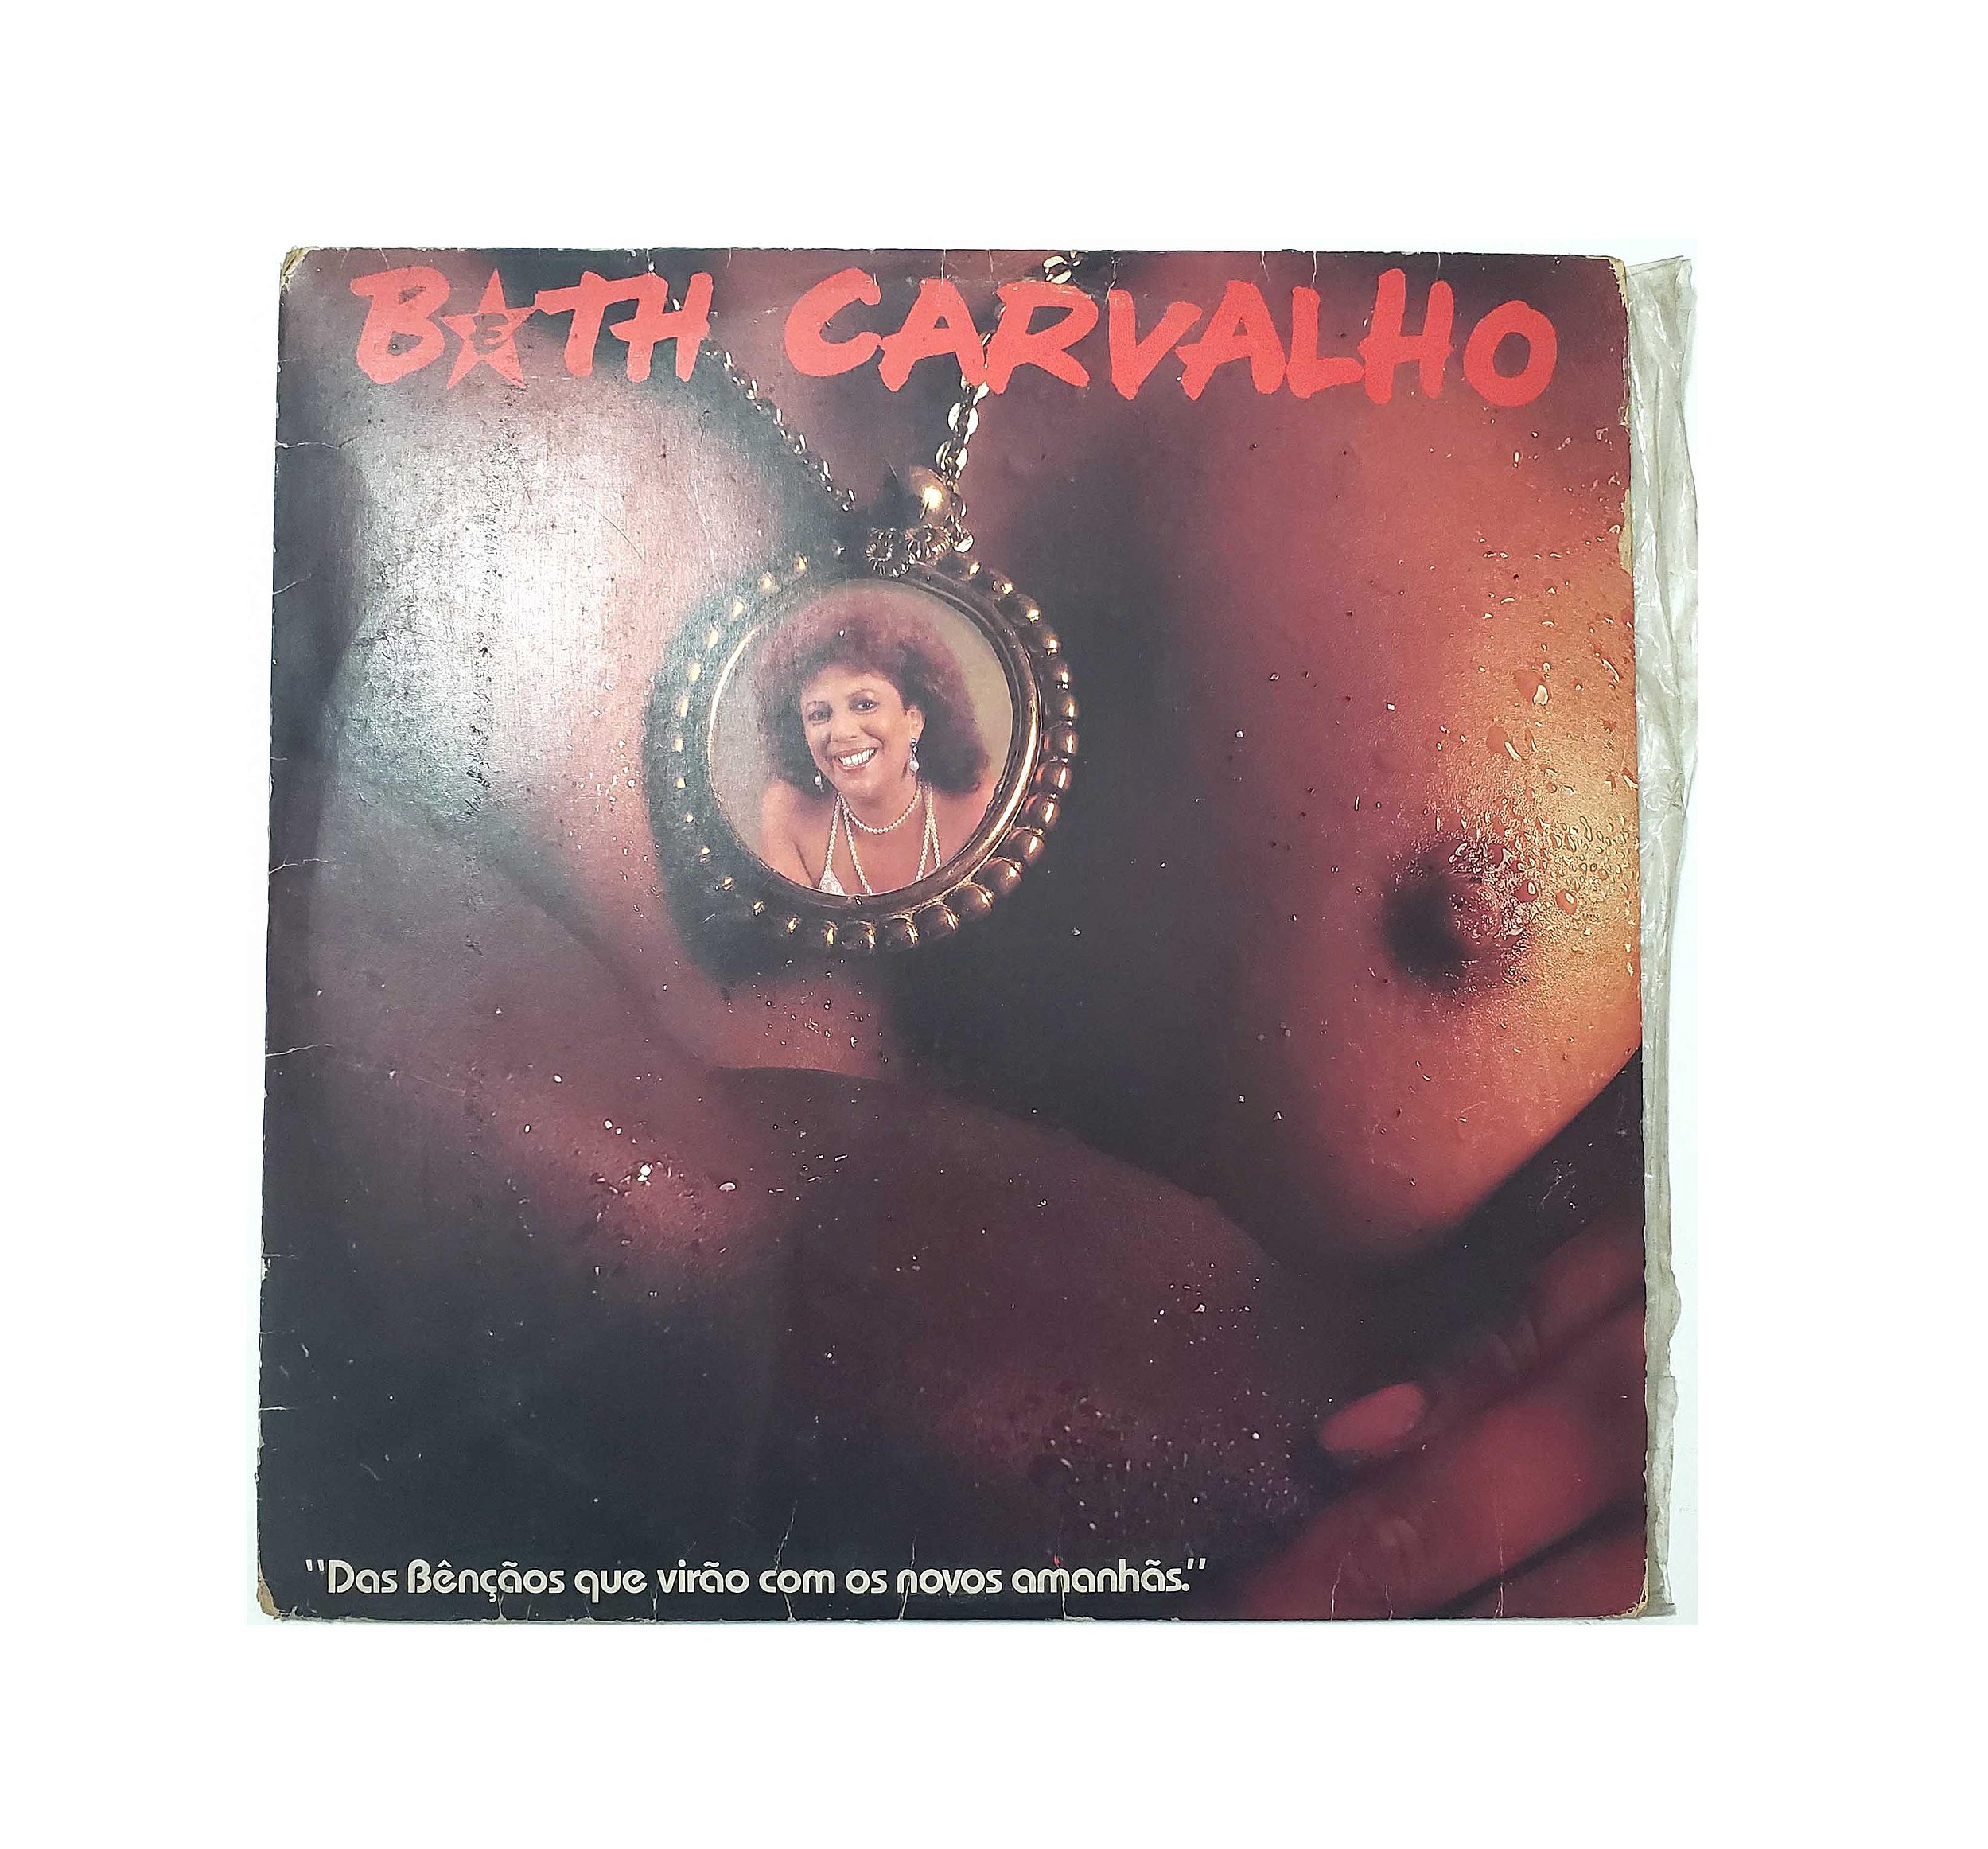 BETH CARVALHO
"Das Bênçãos que virão com os novos amanhãs."